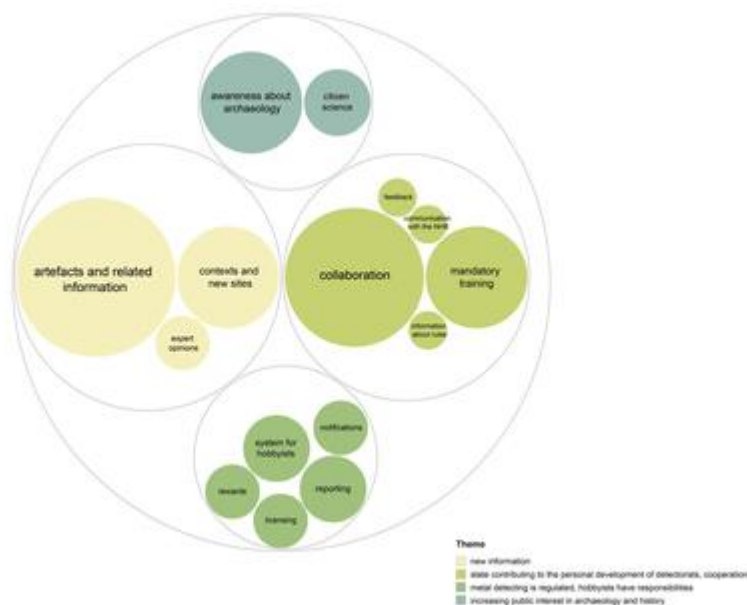 awareness about
archaeology
citizen
science
artefacts and related
information
contexts and
new sites
expert
opinions
feedback
communication
with the NHB
collaboration
mandatory
training
information
about rules
system for
hobbyists
notifications
rewards
reporting
licensing
Theme
new information
state contributing to the personal development of detectorists, cooperation
metal detecting is regulated, hobbyists have responsibilities
increasing public interest in archaeology and history